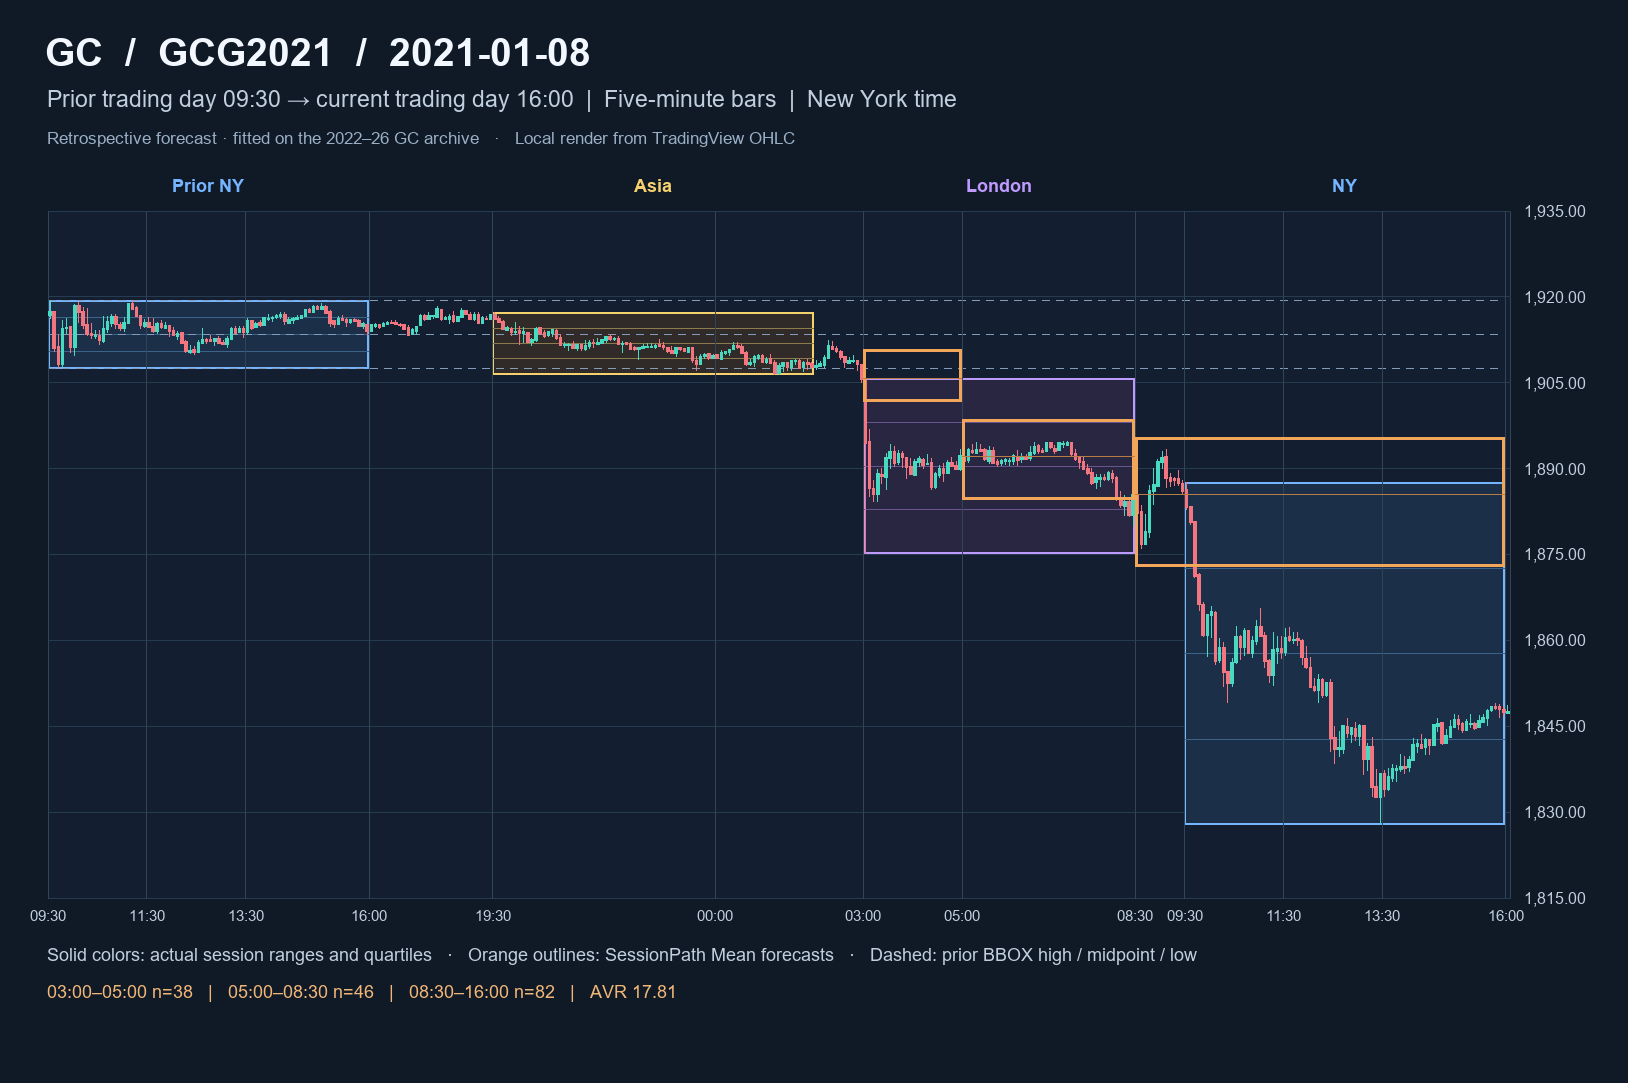 GC / GCG2021 / 2021-01-08
Prior trading day 09:30 → current trading day 16:00 | Five-minute bars | New York time
Retrospective forecast · fitted on the 2022–26 GC archive · Local render from TradingView OHLC
Prior NY Asia London NY
1,935.00
1,920.00
1,905.00
1,890.00
1,875.00
1,860.00
1,845.00
1,830.00
1,815.00
09:30 11:30 13:30 16:00 19:30 00:00 03:00 05:00 08:30 09:30 11:30 13:30 16:00
Solid colors: actual session ranges and quartiles · Orange outlines: SessionPath Mean forecasts · Dashed: prior BBOX high / midpoint / low
03:00–05:00 n=38 | 05:00–08:30 n=46 | 08:30–16:00 n=82 | AVR 17.81